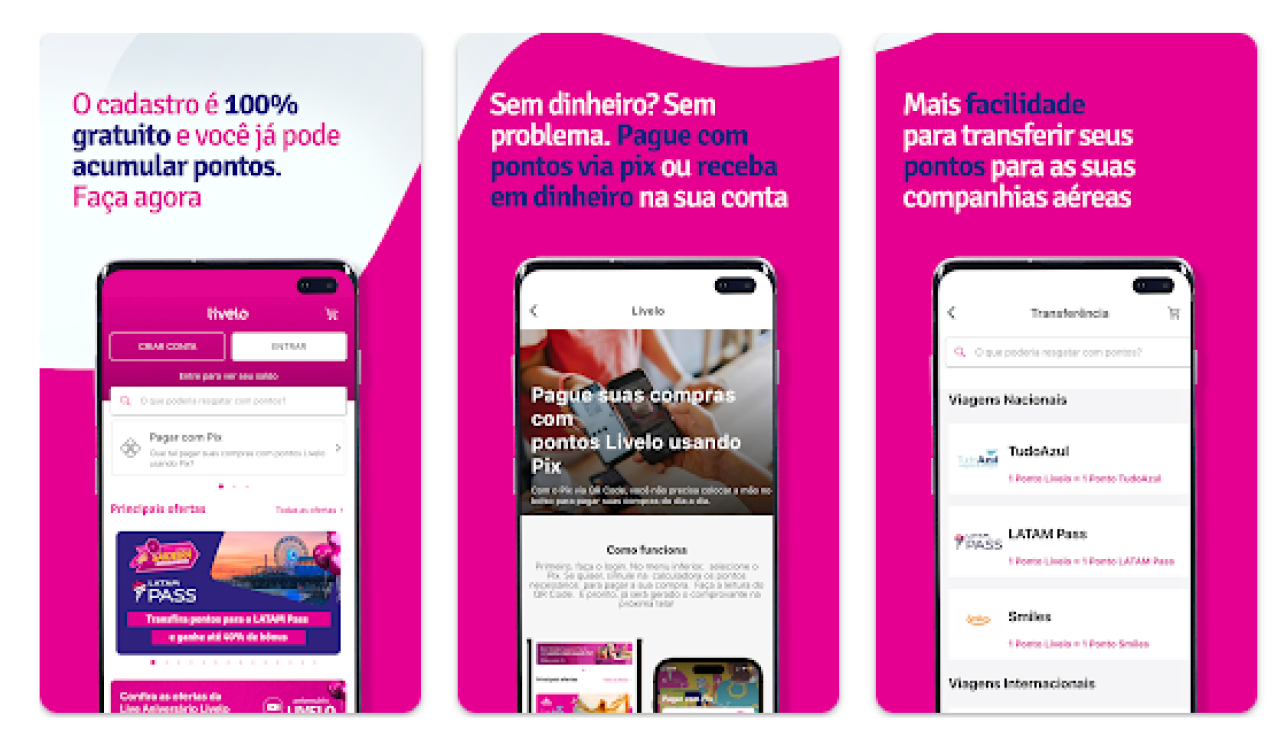 O cadastro é 100%
gratuito e você já pode
acumular pontos.
Faça agora
livelo
CRIAR CONTA
ENTRAR
Entre para ver seu saldo
O que poderia resgatar com pontos?
Pagar com Pix
Que tal pagar suas compras com pontos Livelo
usando Pix?
Principais ofertas
Todas as ofertas
LATAM
PASS
Transfira pontos para o LATAM Pass
e ganhe até 40% de bônus
Confira as ofertas da
Live Aniversário Livelo
aniversário
LIVELO
Sem dinheiro? Sem
problema. Pague com
pontos via pix ou receba
em dinheiro na sua conta
Livelo
Pague suas compras
com
pontos Livelo usando
Pix
Com o Pix via QR Code, você não precisa colocar a mão no
bolso para pagar suas compras do dia a dia.
Como funciona
Primeiro, faça o login. No menu inferior, selecione o
Pix. Se quiser, simule na calculadora os pontos
necessários para pagar a sua compra. Faça a leitura do
QR Code. E pronto, já será gerado o comprovante na
próxima tela!
Principais ofertas
Pagar com Pix
Mais facilidade
para transferir seus
pontos para as suas
companhias aéreas
Transferência
O que poderia resgatar com pontos?
Viagens Nacionais
TudoAzul
TudoAzul
1 Ponto Livelo = 1 Ponto TudoAzul
LATAM
PASS
LATAM Pass
1 Ponto Livelo = 1 Ponto LATAM Pass
Smiles
1 Ponto Livelo = 1 Ponto Smiles
Viagens Internacionais